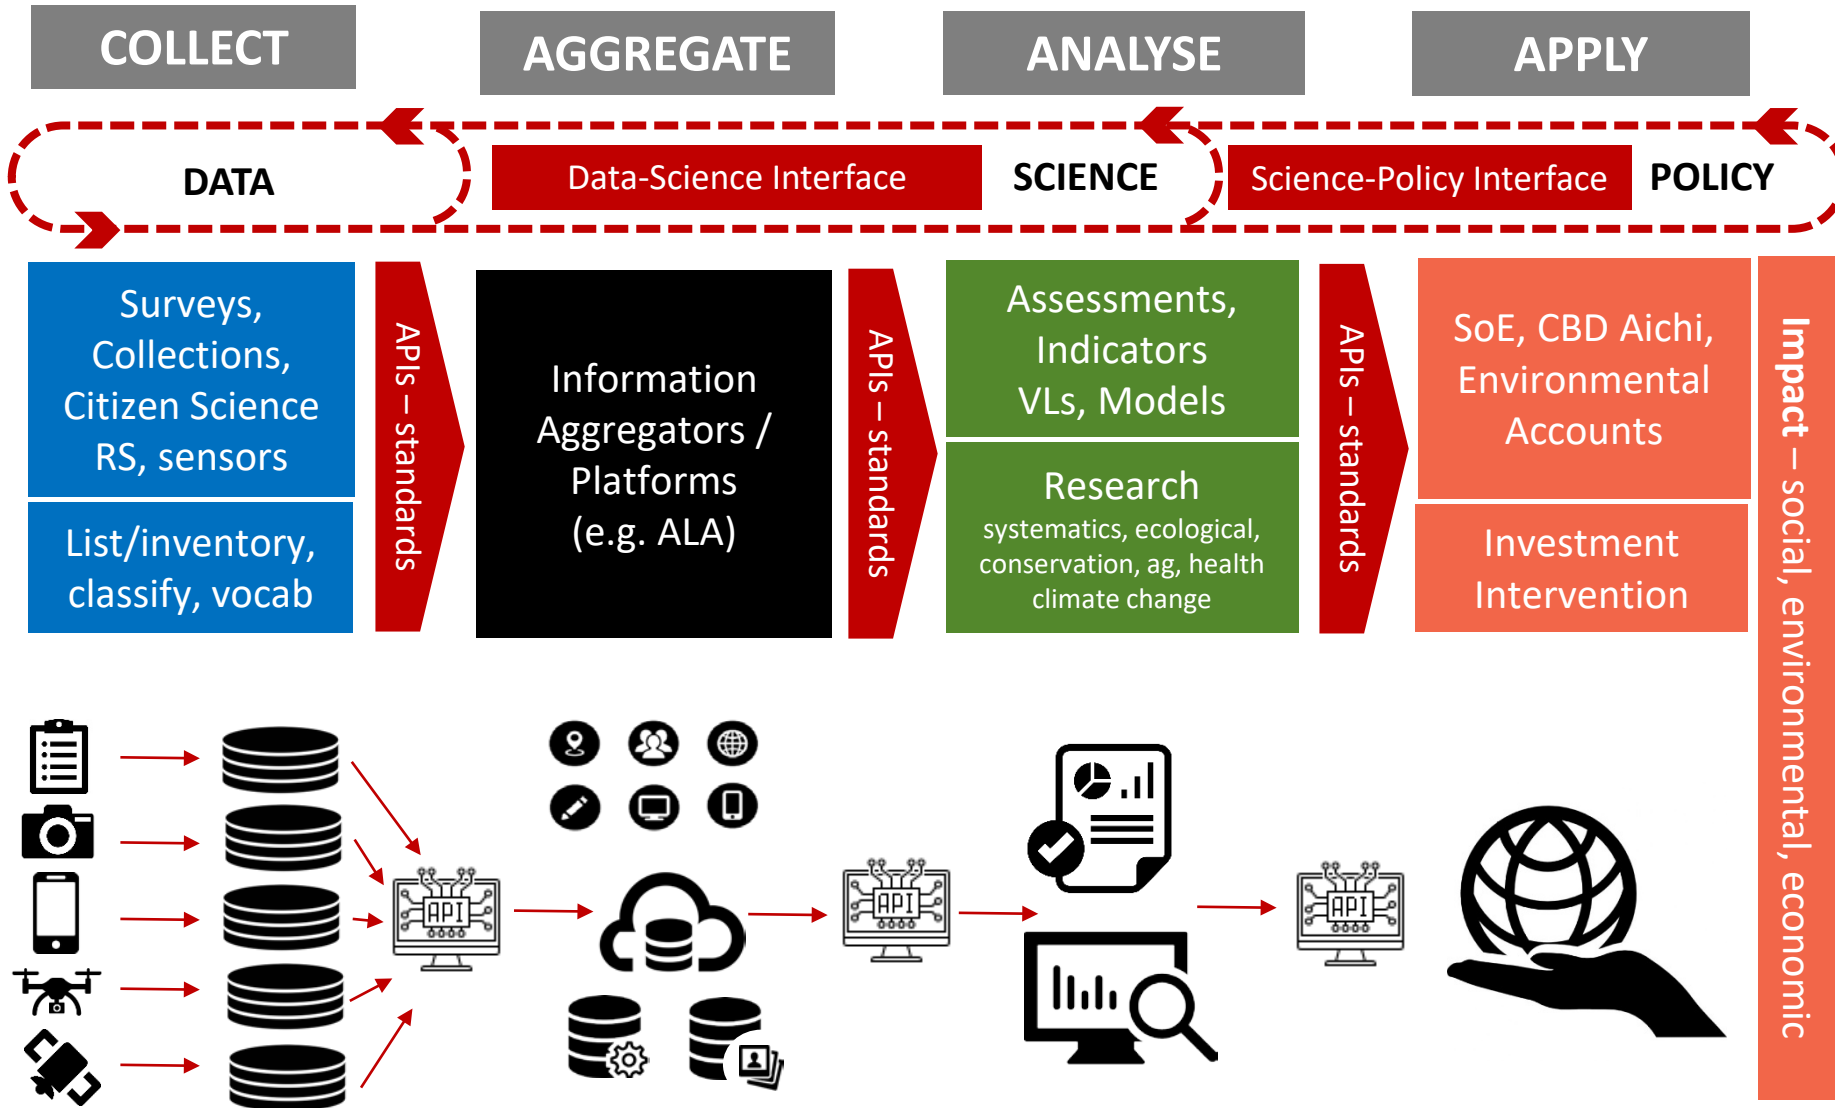 COLLECT
AGGREGATE
ANALYSE
APPLY
DATA
Data-Science Interface
SCIENCE
Science-Policy Interface
POLICY
Surveys,
Collections,
Citizen Science
RS, sensors
List/inventory,
classify, vocab
APIs – standards
Information
Aggregators /
Platforms
(e.g. ALA)
APIs – standards
Assessments,
Indicators
VLs, Models
Research
systematics, ecological,
conservation, ag, health
climate change
APIs – standards
SoE, CBD Aichi,
Environmental
Accounts
Investment
Intervention
Impact – social, environmental, economic
API
API
API